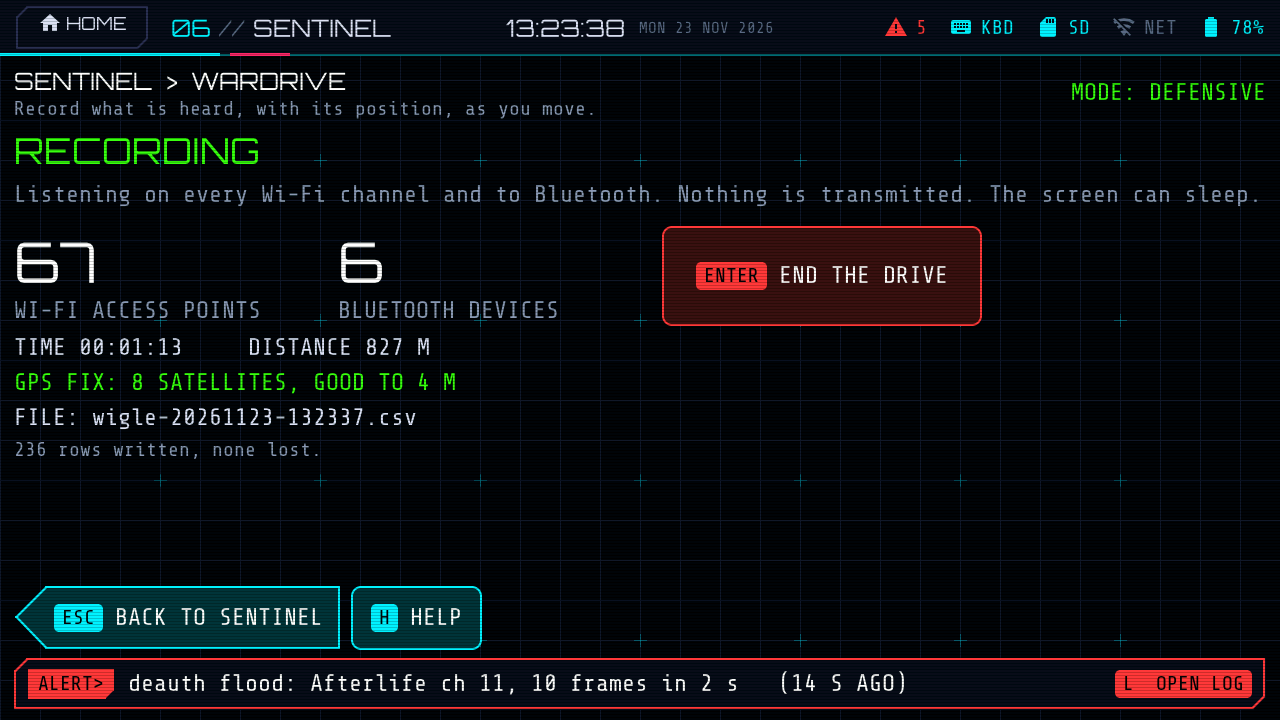 HOME
06 // SENTINEL
13:23:38 MON 23 NOV 2026
5 KBD SD NET 78%
SENTINEL > WARDRIVE
Record what is heard, with its position, as you move.
MODE: DEFENSIVE
RECORDING
Listening on every Wi-Fi channel and to Bluetooth. Nothing is transmitted. The screen can sleep.
67
WI-FI ACCESS POINTS
6
BLUETOOTH DEVICES
ENTER END THE DRIVE
TIME 00:01:13 DISTANCE 827 M
GPS FIX: 8 SATELLITES, GOOD TO 4 M
FILE: wigle-20261123-132337.csv
236 rows written, none lost.
ESC BACK TO SENTINEL
H HELP
ALERT> deauth flood: Afterlife ch 11, 10 frames in 2 s (14 S AGO)
L OPEN LOG